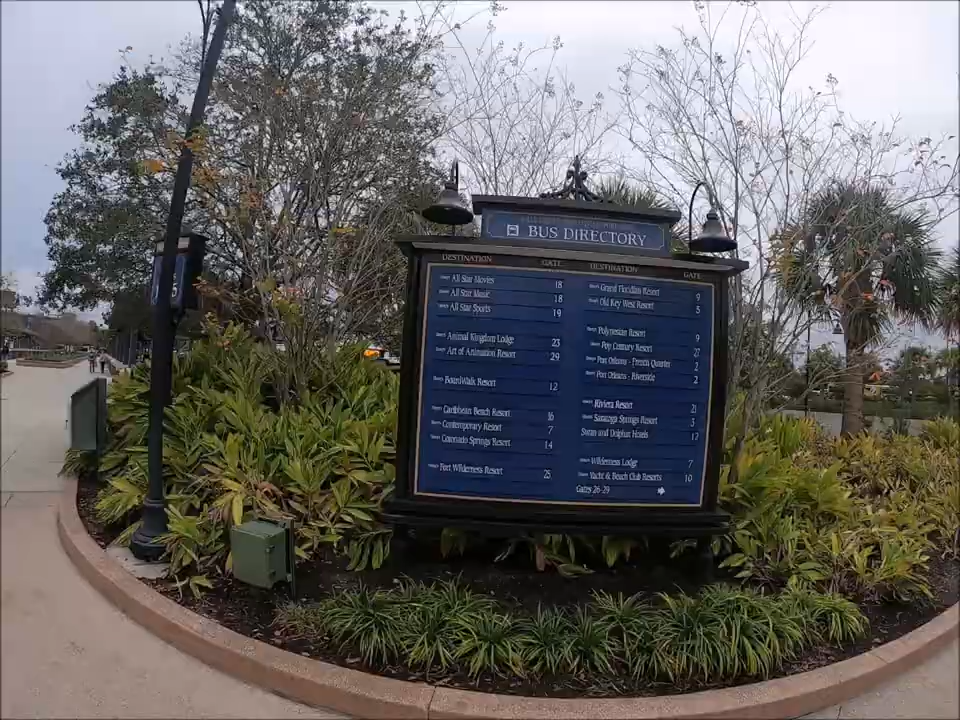 BUS DIRECTORY
DESTINATION GATE DESTINATION GATE
All Star Movies 18
All Star Music 18
All Star Sports 19
Animal Kingdom Lodge 23
Art of Animation Resort 29
BoardWalk Resort 12
Caribbean Beach Resort 16
Contemporary Resort 7
Coronado Springs Resort 14
Fort Wilderness Resort 25
Grand Floridian Resort 9
Old Key West Resort 5
Polynesian Resort 9
Pop Century Resort 27
Port Orleans - French Quarter 2
Port Orleans - Riverside 2
Riviera Resort 21
Saratoga Springs Resort 3
Swan and Dolphin Hotels
Wilderness Lodge 7
Yacht & Beach Club Resorts 10
Gates 26-29